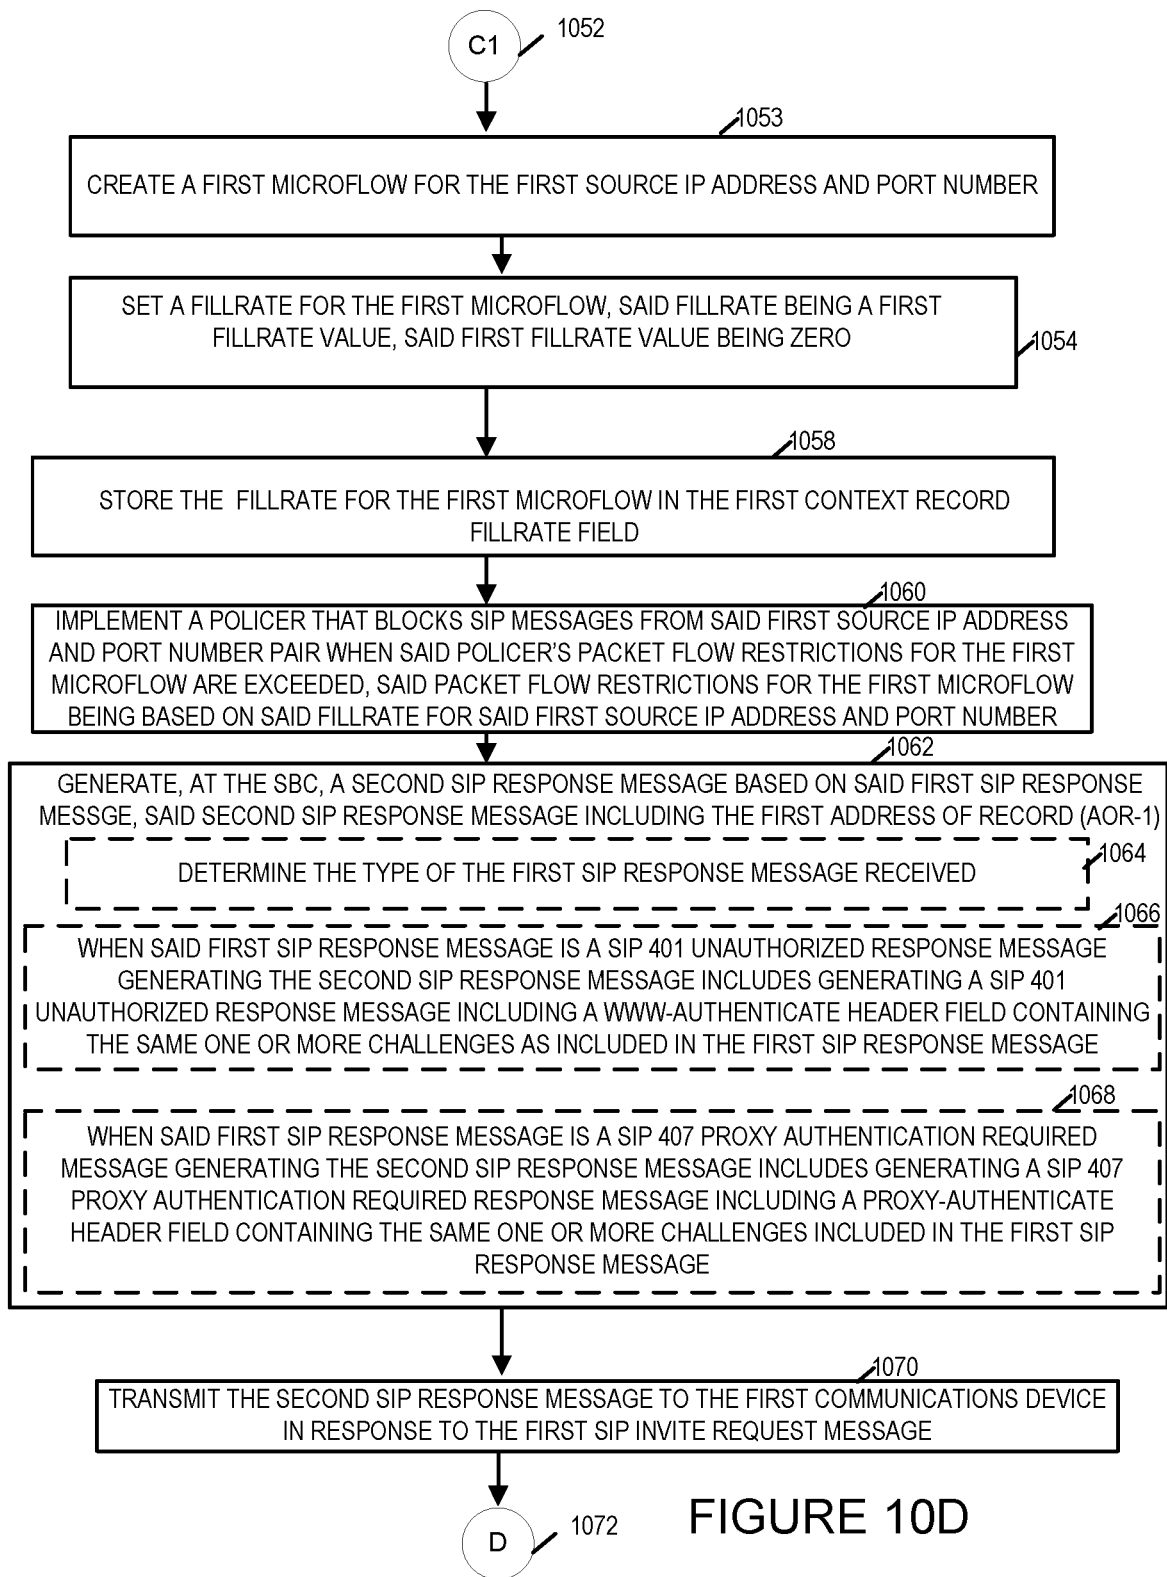 C1
1052
1053
CREATE A FIRST MICROFLOW FOR THE FIRST SOURCE IP ADDRESS AND PORT NUMBER
SET A FILLRATE FOR THE FIRST MICROFLOW, SAID FILLRATE BEING A FIRST
FILLRATE VALUE, SAID FIRST FILLRATE VALUE BEING ZERO
1054
1058
STORE THE FILLRATE FOR THE FIRST MICROFLOW IN THE FIRST CONTEXT RECORD
FILLRATE FIELD
1060
IMPLEMENT A POLICER THAT BLOCKS SIP MESSAGES FROM SAID FIRST SOURCE IP ADDRESS
AND PORT NUMBER PAIR WHEN SAID POLICER'S PACKET FLOW RESTRICTIONS FOR THE FIRST
MICROFLOW ARE EXCEEDED, SAID PACKET FLOW RESTRICTIONS FOR THE FIRST MICROFLOW
BEING BASED ON SAID FILLRATE FOR SAID FIRST SOURCE IP ADDRESS AND PORT NUMBER
1062
GENERATE, AT THE SBC, A SECOND SIP RESPONSE MESSAGE BASED ON SAID FIRST SIP RESPONSE
MESSGE, SAID SECOND SIP RESPONSE MESSAGE INCLUDING THE FIRST ADDRESS OF RECORD (AOR-1)
1064
DETERMINE THE TYPE OF THE FIRST SIP RESPONSE MESSAGE RECEIVED
1066
WHEN SAID FIRST SIP RESPONSE MESSAGE IS A SIP 401 UNAUTHORIZED RESPONSE MESSAGE
GENERATING THE SECOND SIP RESPONSE MESSAGE INCLUDES GENERATING A SIP 401
UNAUTHORIZED RESPONSE MESSAGE INCLUDING A WWW-AUTHENTICATE HEADER FIELD CONTAINING
THE SAME ONE OR MORE CHALLENGES AS INCLUDED IN THE FIRST SIP RESPONSE MESSAGE
1068
WHEN SAID FIRST SIP RESPONSE MESSAGE IS A SIP 407 PROXY AUTHENTICATION REQUIRED
MESSAGE GENERATING THE SECOND SIP RESPONSE MESSAGE INCLUDES GENERATING A SIP 407
PROXY AUTHENTICATION REQUIRED RESPONSE MESSAGE INCLUDING A PROXY-AUTHENTICATE
HEADER FIELD CONTAINING THE SAME ONE OR MORE CHALLENGES INCLUDED IN THE FIRST SIP
RESPONSE MESSAGE
1070
TRANSMIT THE SECOND SIP RESPONSE MESSAGE TO THE FIRST COMMUNICATIONS DEVICE
IN RESPONSE TO THE FIRST SIP INVITE REQUEST MESSAGE
D
1072
FIGURE 10D